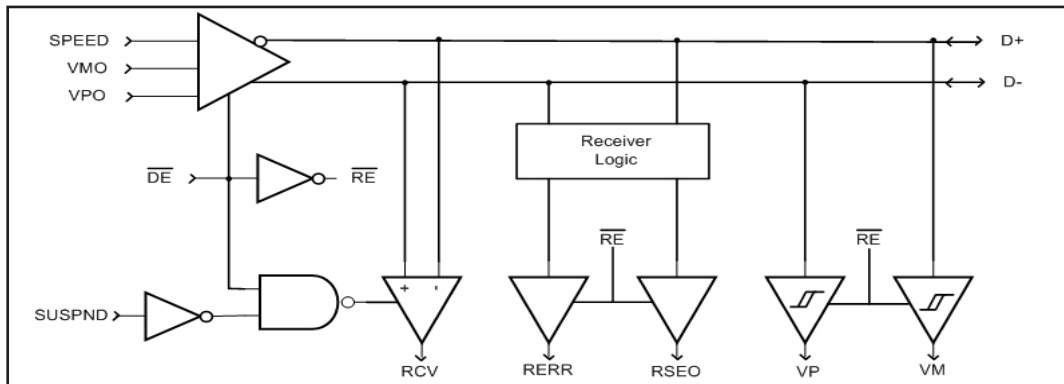 SPEED
VMO
VPO
D+
D-
Receiver
Logic
DE
RE
RE
RE
SUSPND
+ -
RCV
RERR
RSEO
VP
VM